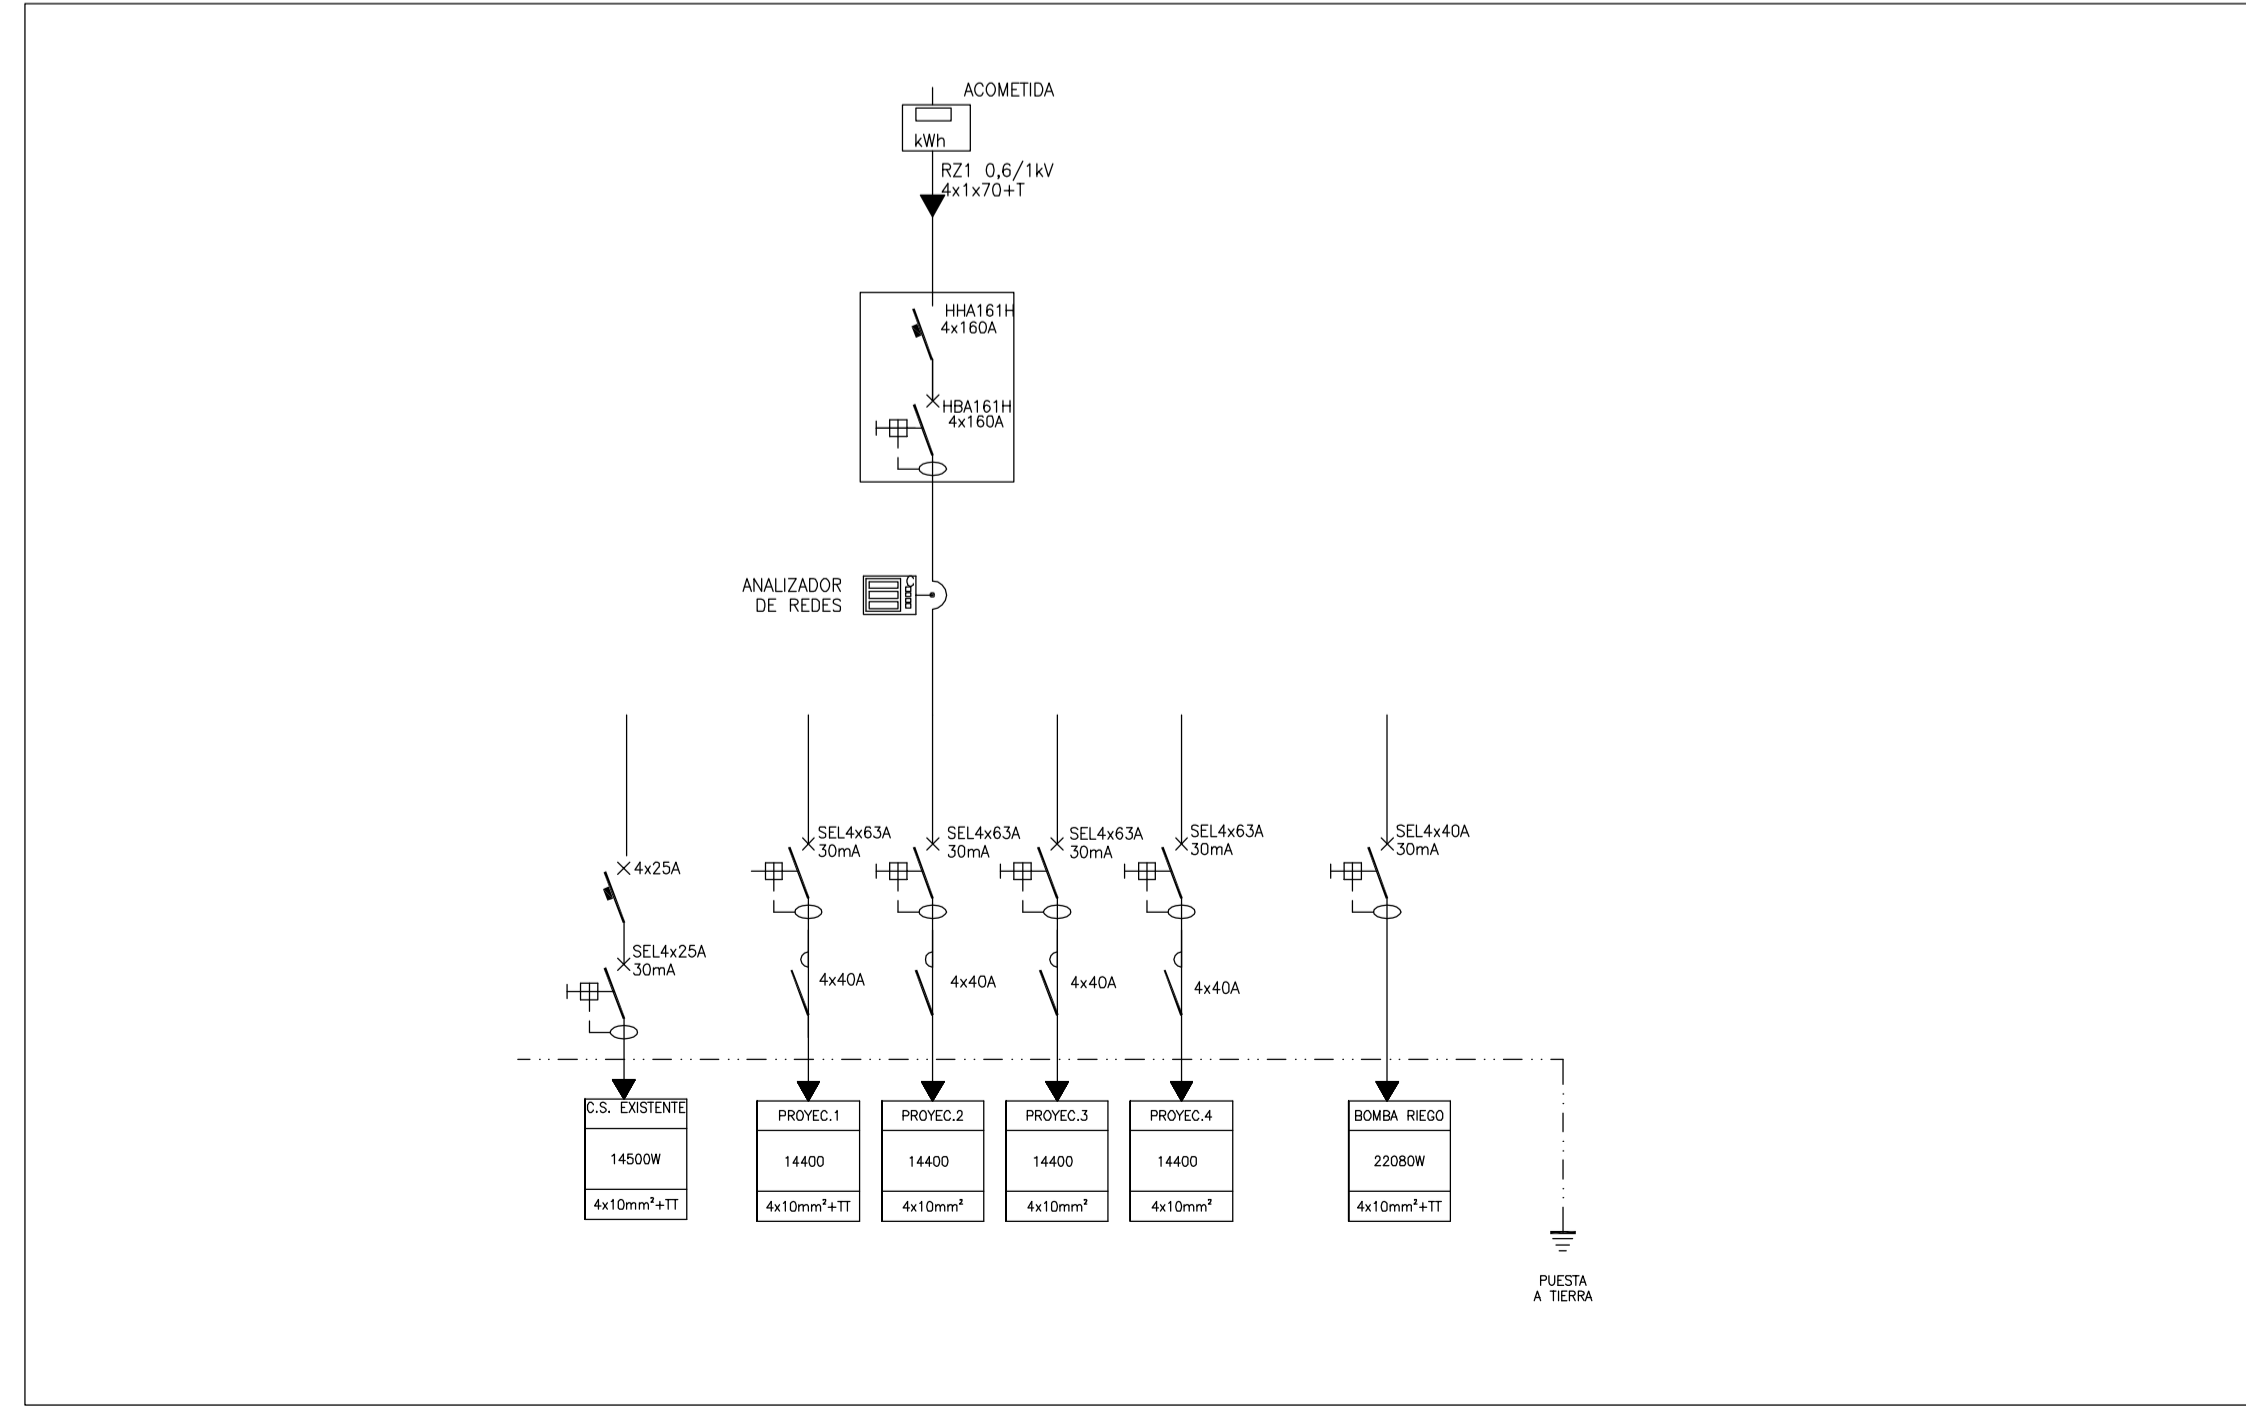 ACOMETIDA
kWh
RZ1 0,6/1kV
4x1x70+T
HHA161H
4x160A
HBA161H
4x160A
ANALIZADOR
DE REDES
C
4x25A
SEL4x25A
30mA
SEL4x63A
30mA
4x40A
SEL4x63A
30mA
4x40A
SEL4x63A
30mA
4x40A
SEL4x63A
30mA
4x40A
SEL4x40A
30mA
C.S. EXISTENTE
14500W
4x10mm²+TT
PROYEC.1
14400
4x10mm²+TT
PROYEC.2
14400
4x10mm²
PROYEC.3
14400
4x10mm²
PROYEC.4
14400
4x10mm²
BOMBA RIEGO
22080W
4x10mm²+TT
PUESTA
A TIERRA